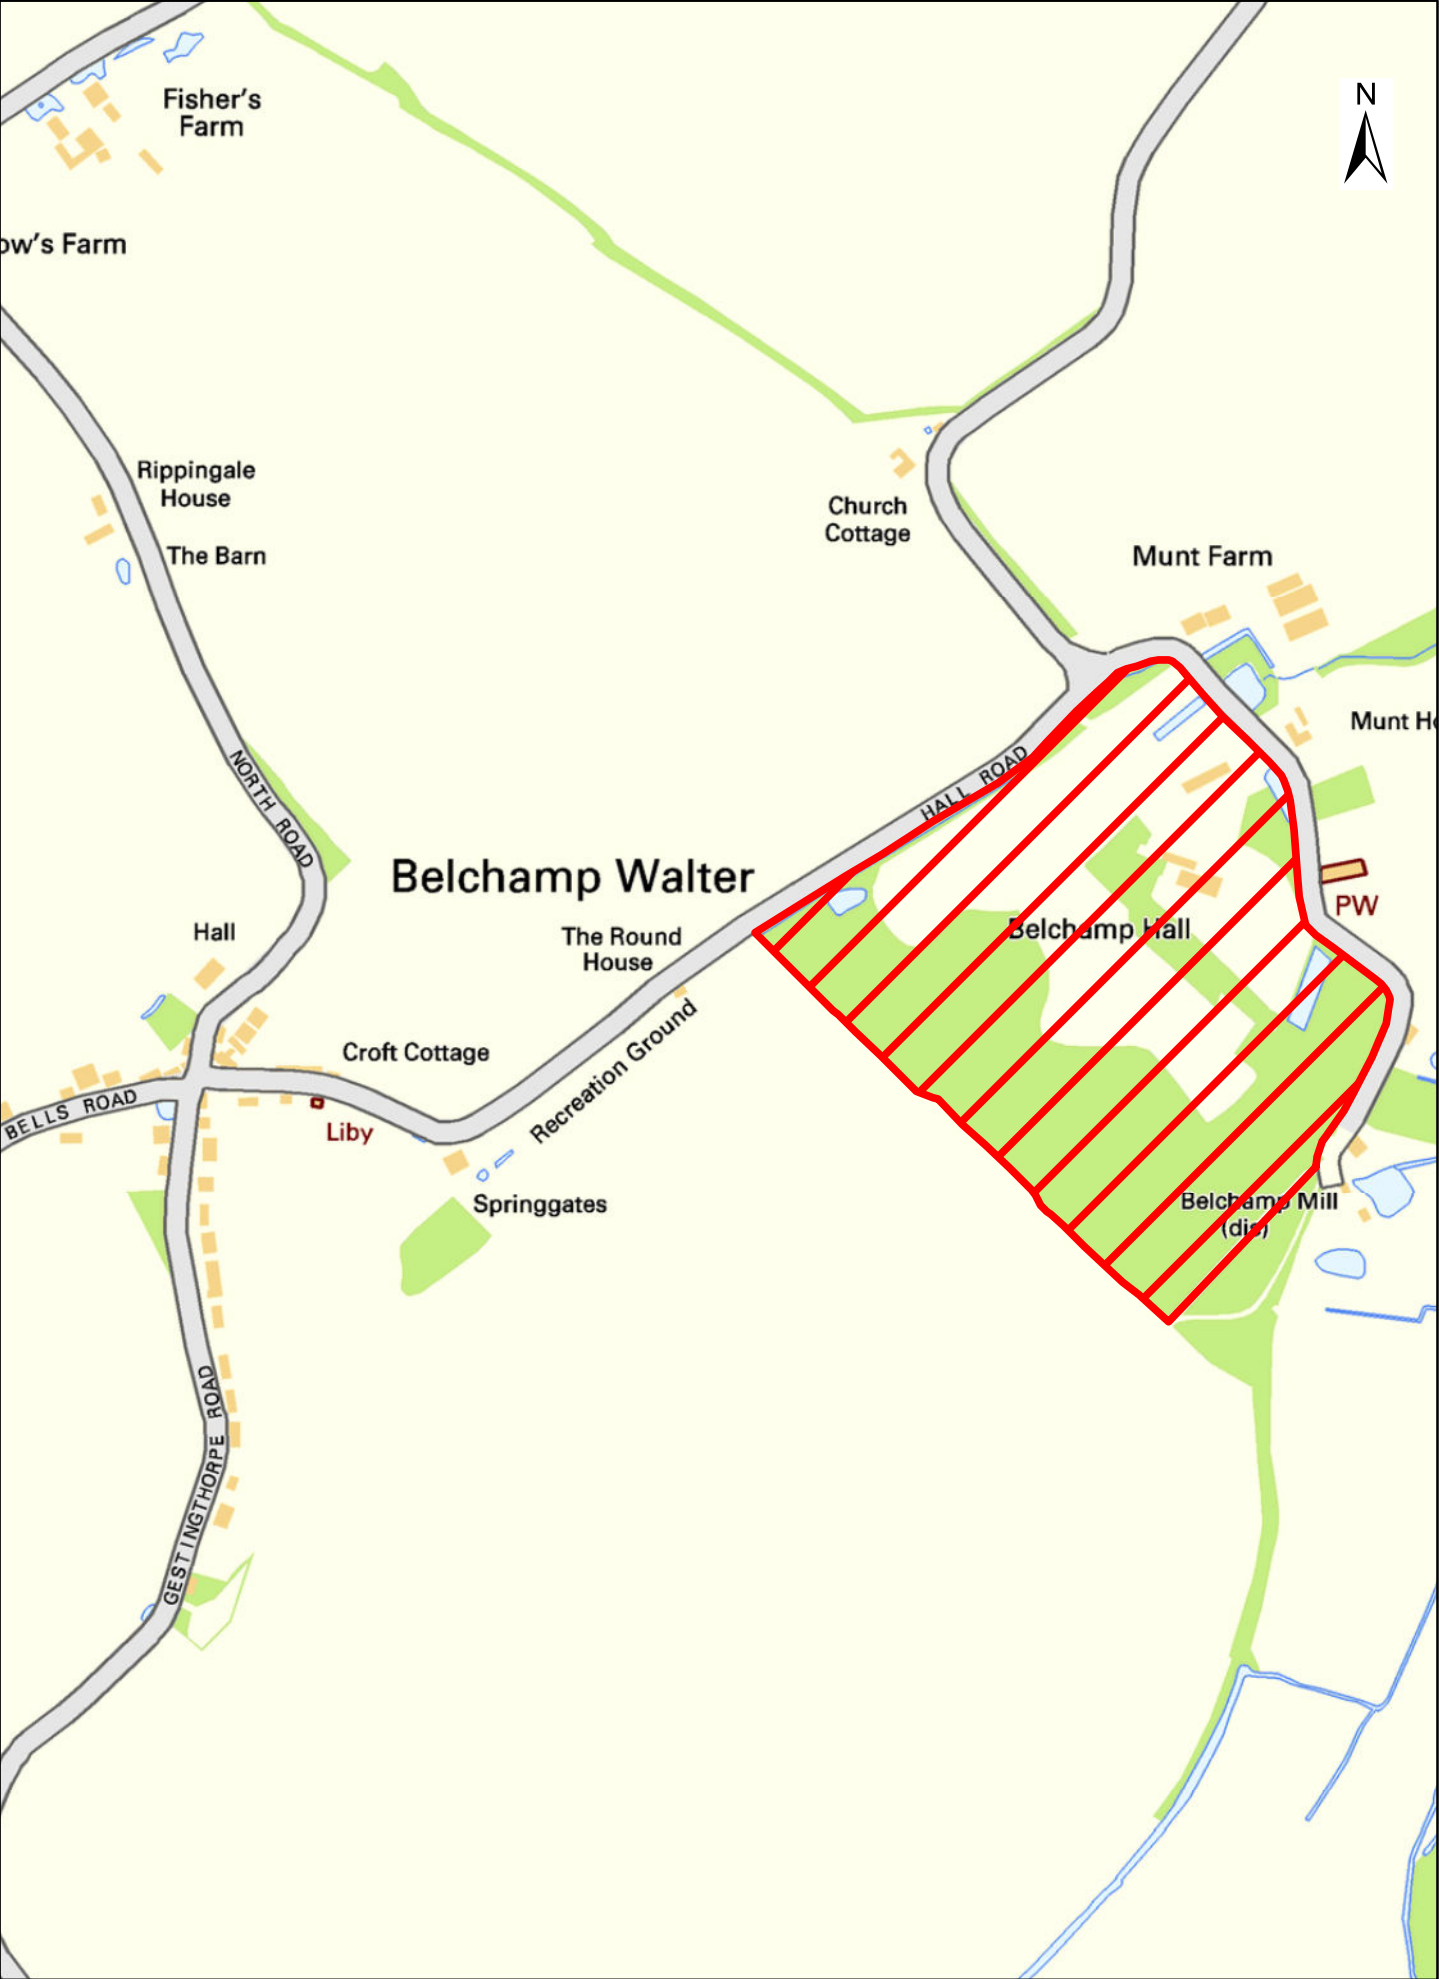 N
Fisher's
Farm
ow's Farm
Rippingale
House
The Barn
Church
Cottage
Munt Farm
Munt H
NORTH ROAD
HALL ROAD
Belchamp Walter
PW
Belchamp Hall
Hall
The Round
House
Recreation Ground
Croft Cottage
BELLS ROAD
Liby
Springgates
Belchamp Mill
(dis)
GESTINGTHORPE ROAD